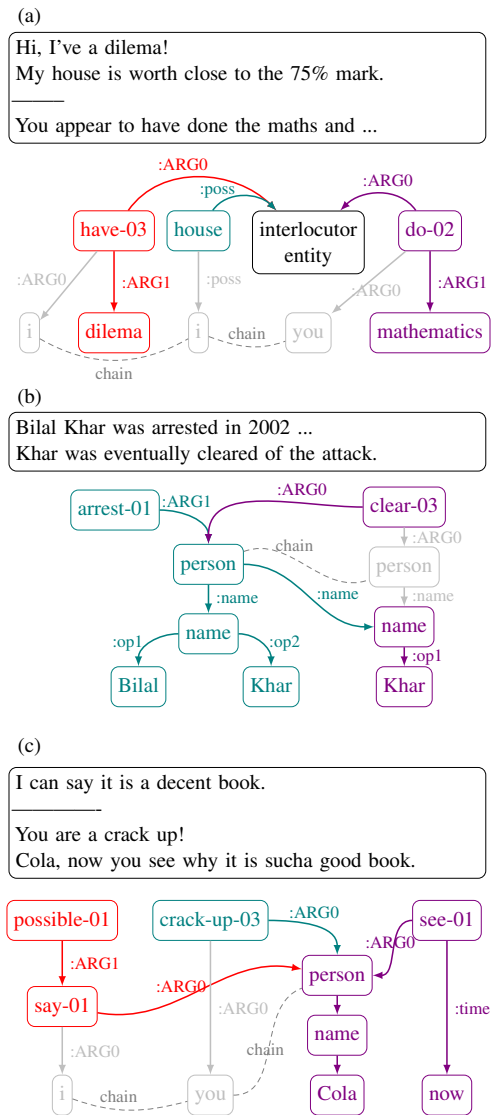 (a)
Hi, I've a dilema!
My house is worth close to the 75% mark.
———
You appear to have done the maths and ...
:ARG0
:poss
:ARG0
have-03
house
interlocutor
entity
do-02
:ARG0
:ARG1
:poss
:ARG0
:ARG1
i
dilema
i
you
mathematics
chain
chain
(b)
Bilal Khar was arrested in 2002 ...
Khar was eventually cleared of the attack.
arrest-01
:ARG1
:ARG0
clear-03
:ARG0
chain
person
person
:name
:name
:name
name
name
:op1
:op2
:op1
Bilal
Khar
Khar
(c)
I can say it is a decent book.
————-
You are a crack up!
Cola, now you see why it is sucha good book.
possible-01
crack-up-03
:ARG0
see-01
:ARG0
:ARG1
person
say-01
:ARG0
:ARG0
:time
name
:ARG0
chain
i
chain
you
Cola
now